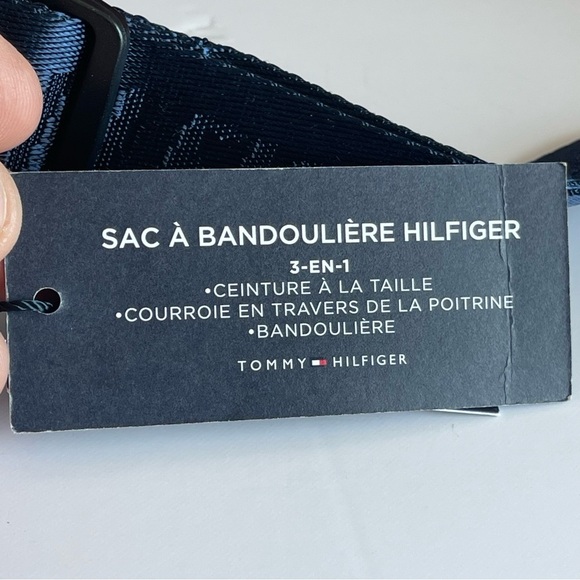 SAC À BANDOULIÈRE HILFIGER
3-EN-1
•CEINTURE À LA TAILLE
•COURROIE EN TRAVERS DE LA POITRINE
•BANDOULIÈRE
TOMMY HILFIGER